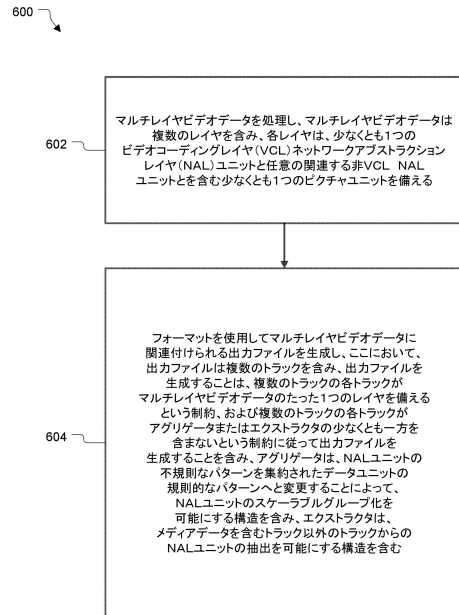 600
602
マルチレイヤビデオデータを処理し、マルチレイヤビデオデータは
複数のレイヤを含み、各レイヤは、少なくとも1つの
ビデオコーディングレイヤ(VCL)ネットワークアブストラクション
レイヤ(NAL)ユニットと任意の関連する非VCL NAL
ユニットとを含む少なくとも1つのピクチャユニットを備える
604
フォーマットを使用してマルチレイヤビデオデータに
関連付けられる出力ファイルを生成し、ここにおいて、
出力ファイルは複数のトラックを含み、出力ファイルを
生成することは、複数のトラックの各トラックが
マルチレイヤビデオデータのたった1つのレイヤを備える
という制約、および複数のトラックの各トラックが
アグリゲータまたはエクストラクタの少なくとも一方を
含まないという制約に従って出力ファイルを
生成することを含み、アグリゲータは、NALユニットの
不規則なパターンを集約されたデータユニットの
規則的なパターンへと変更することによって、
NALユニットのスケーラブルグループ化を
可能にする構造を含み、エクストラクタは、
メディアデータを含むトラック以外のトラックからの
NALユニットの抽出を可能にする構造を含む